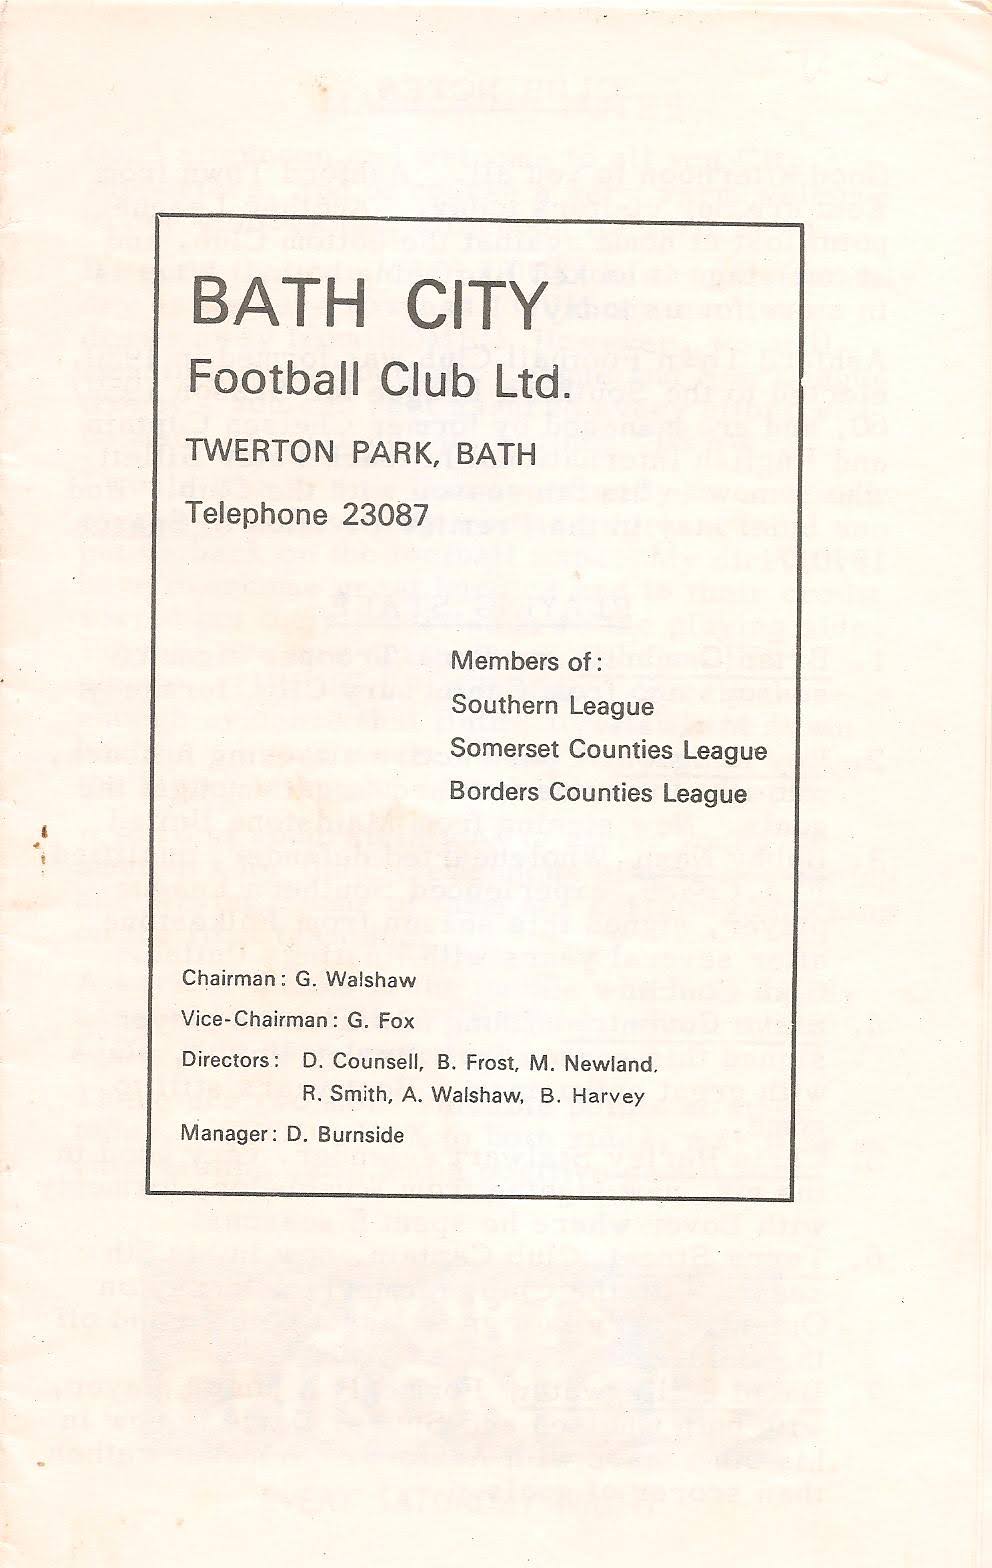 BATH CITY
Football Club Ltd.
TWERTON PARK, BATH
Telephone 23087
Members of:
Southern League
Somerset Counties League
Borders Counties League
Chairman: G. Walshaw
Vice-Chairman: G. Fox
Directors: D. Counsell, B. Frost, M. Newland.
R. Smith, A. Walshaw, B. Harvey
Manager: D. Burnside